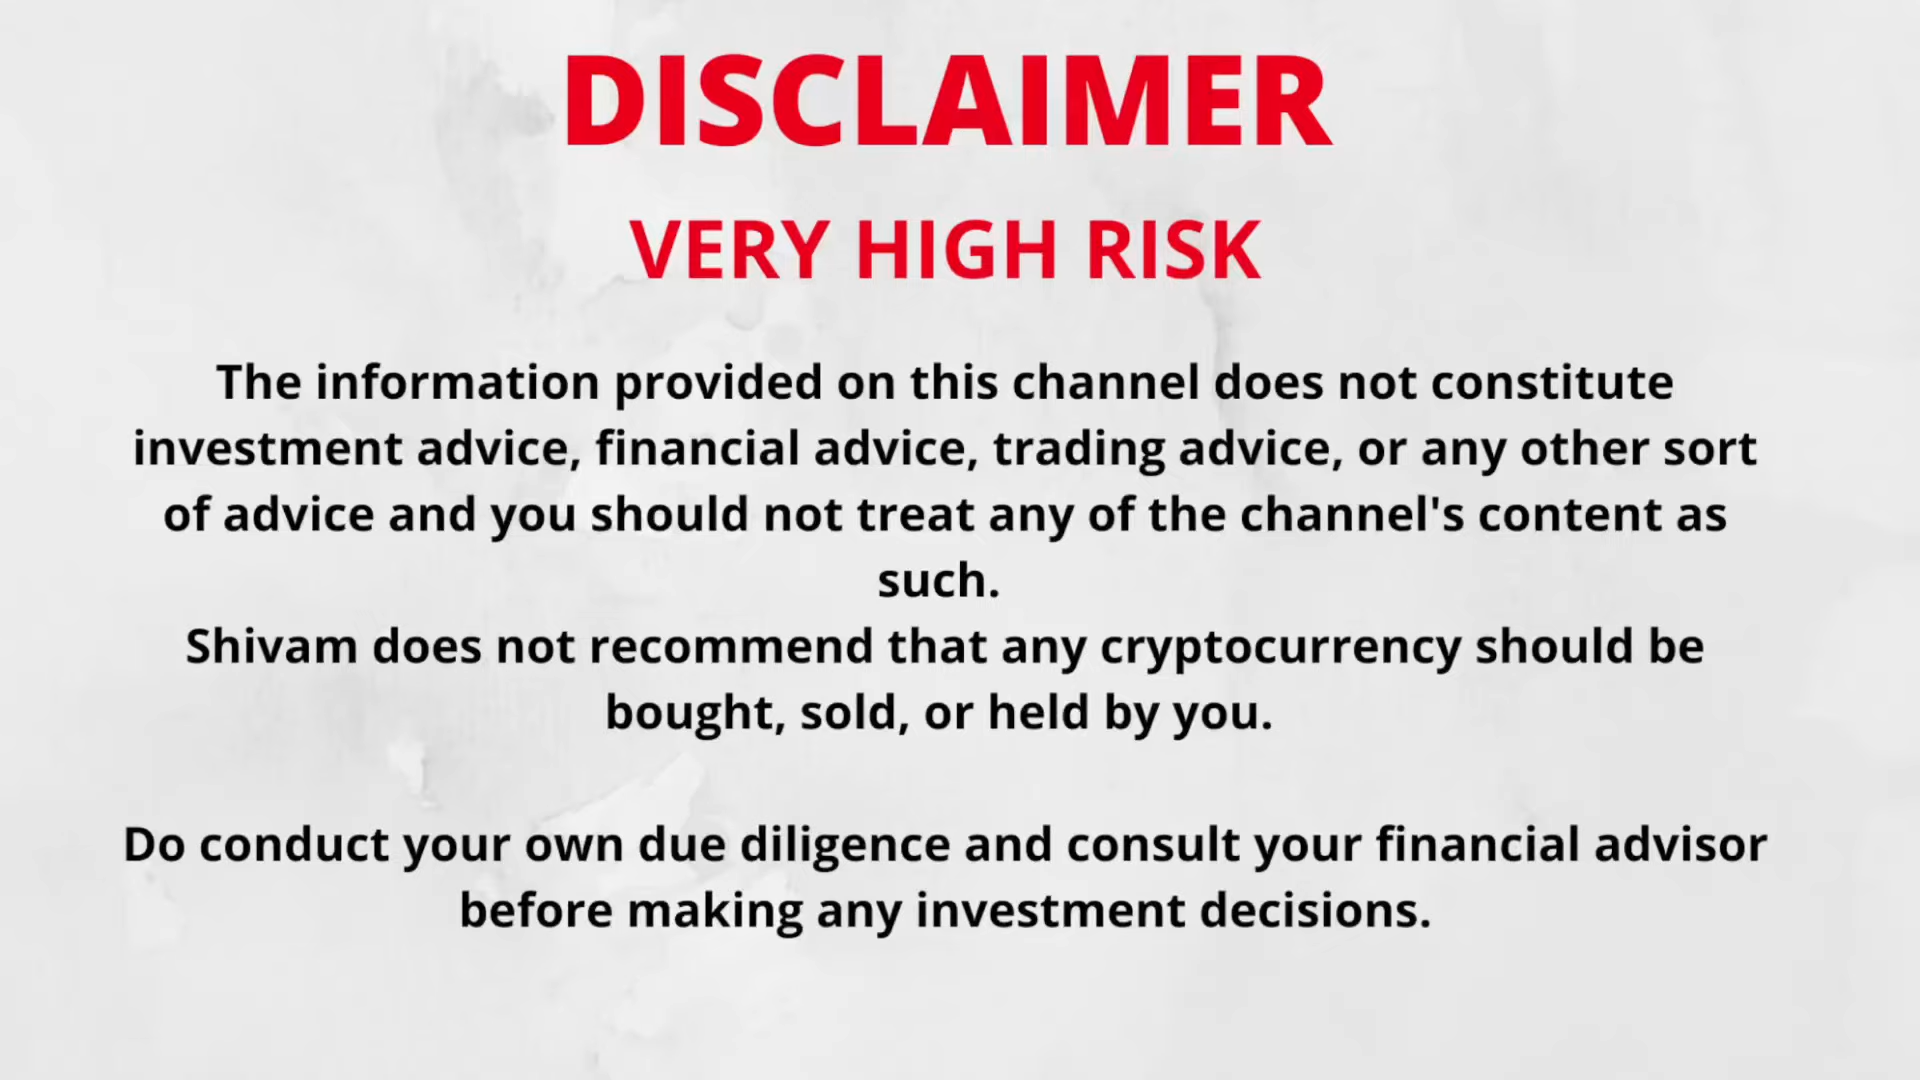 DISCLAIMER
VERY HIGH RISK
The information provided on this channel does not constitute
investment advice, financial advice, trading advice, or any other sort
of advice and you should not treat any of the channel's content as
such.
Shivam does not recommend that any cryptocurrency should be
bought, sold, or held by you.
Do conduct your own due diligence and consult your financial advisor
before making any investment decisions.